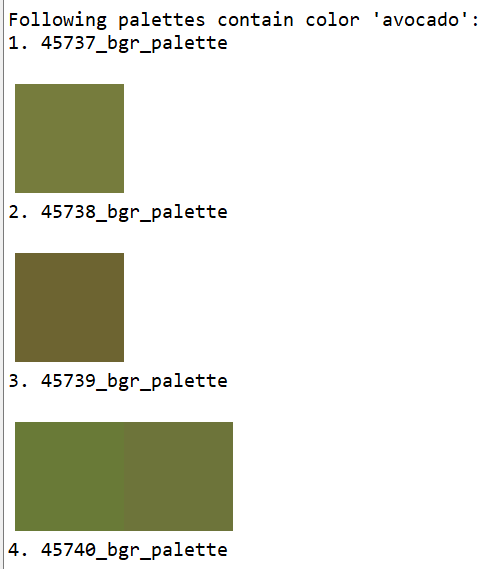 Following palettes contain color 'avocado':
1. 45737_bgr_palette
2. 45738_bgr_palette
3. 45739_bgr_palette
4. 45740_bgr_palette